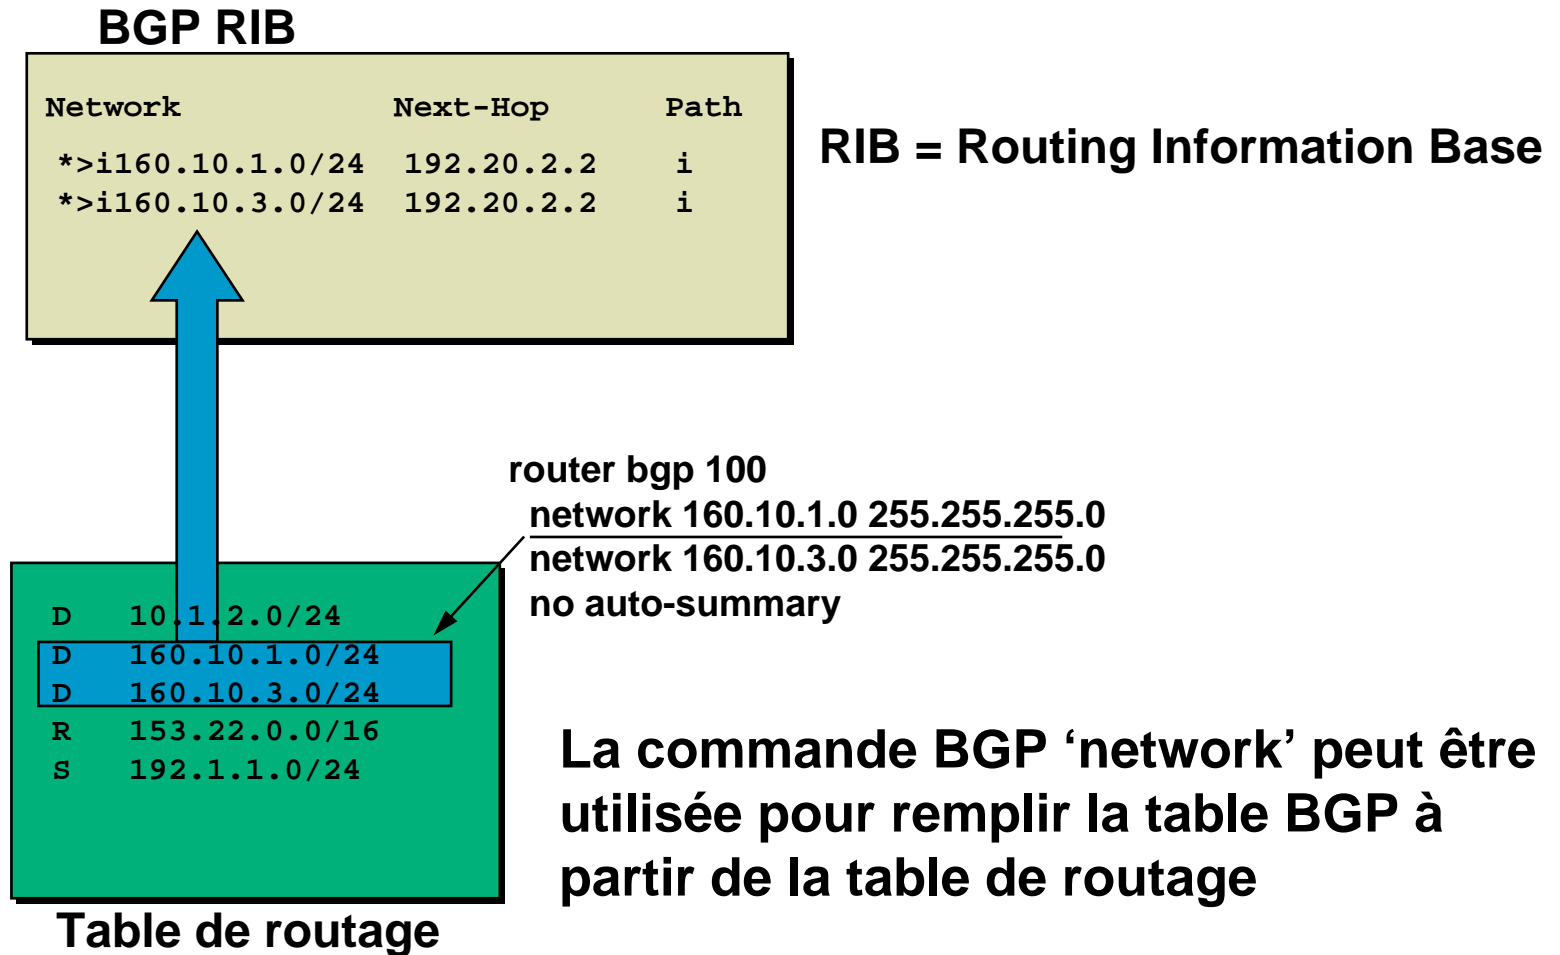 BGP RIB
Network Next-Hop Path
*>i160.10.1.0/24 192.20.2.2 i
*>i160.10.3.0/24 192.20.2.2 i
RIB = Routing Information Base
router bgp 100
network 160.10.1.0 255.255.255.0
network 160.10.3.0 255.255.255.0
no auto-summary
D 10.1.2.0/24
D 160.10.1.0/24
D 160.10.3.0/24
R 153.22.0.0/16
S 192.1.1.0/24
La commande BGP ‘network’ peut être
utilisée pour remplir la table BGP à
partir de la table de routage
Table de routage